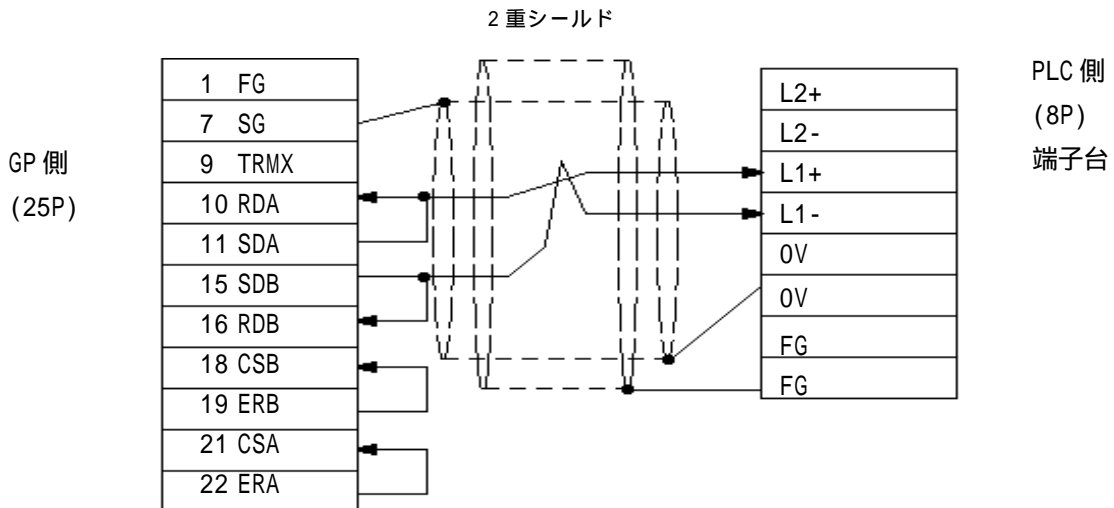 2重シールド
GP側
(25P)
1 FG
7 SG
9 TRMX
10 RDA
11 SDA
15 SDB
16 RDB
18 CSB
19 ERB
21 CSA
22 ERA
L2+
L2-
L1+
L1-
0V
0V
FG
FG
PLC側
(8P)
端子台